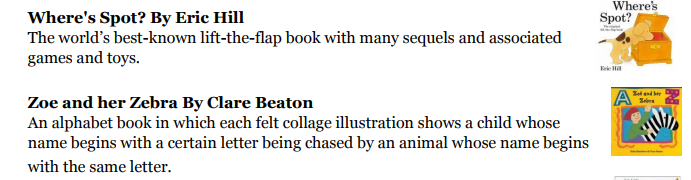 Where's Spot? By Eric Hill
The world's best-known lift-the-flap book with many sequels and associated
games and toys.
Where's
Spot?
Eric Hill
Zoe and her Zebra By Clare Beaton
An alphabet book in which each felt collage illustration shows a child whose
name begins with a certain letter being chased by an animal whose name begins
with the same letter.
A Zoë and her Z
Zebra